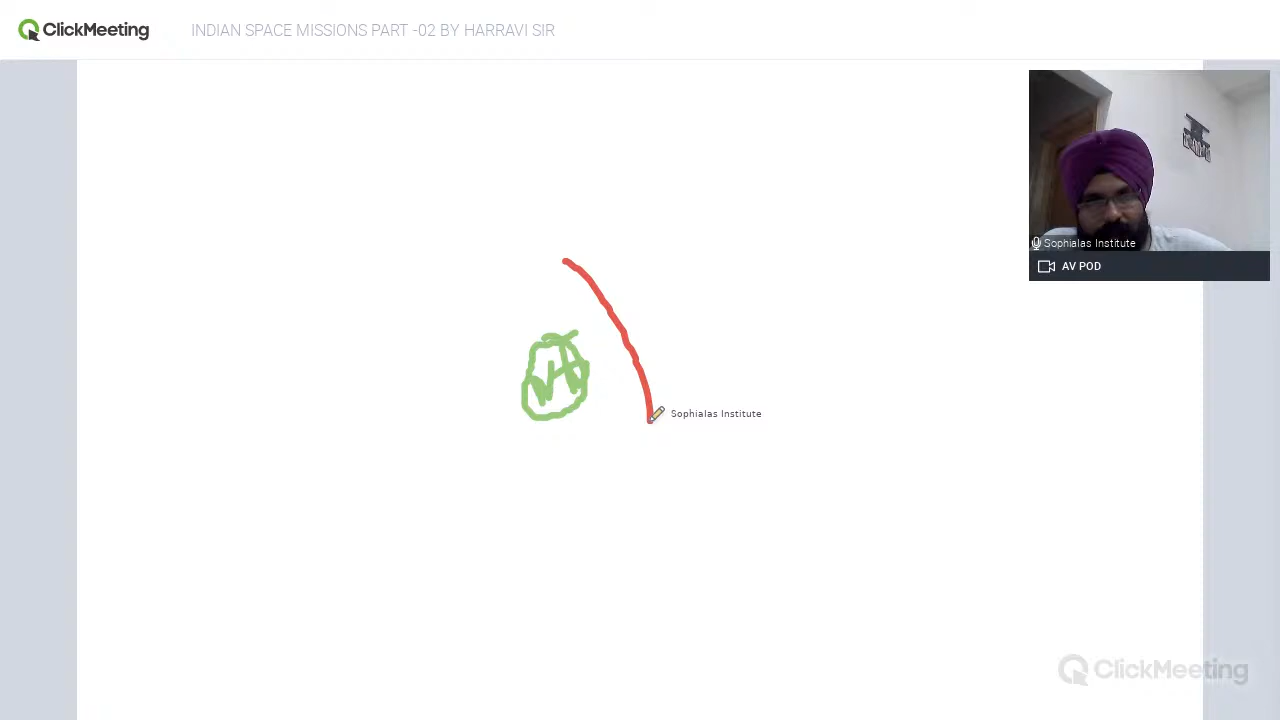 ClickMeeting
INDIAN SPACE MISSIONS PART -02 BY HARRAVI SIR
Sophialas Institute
AV POD
Sophialas Institute
ClickMeeting